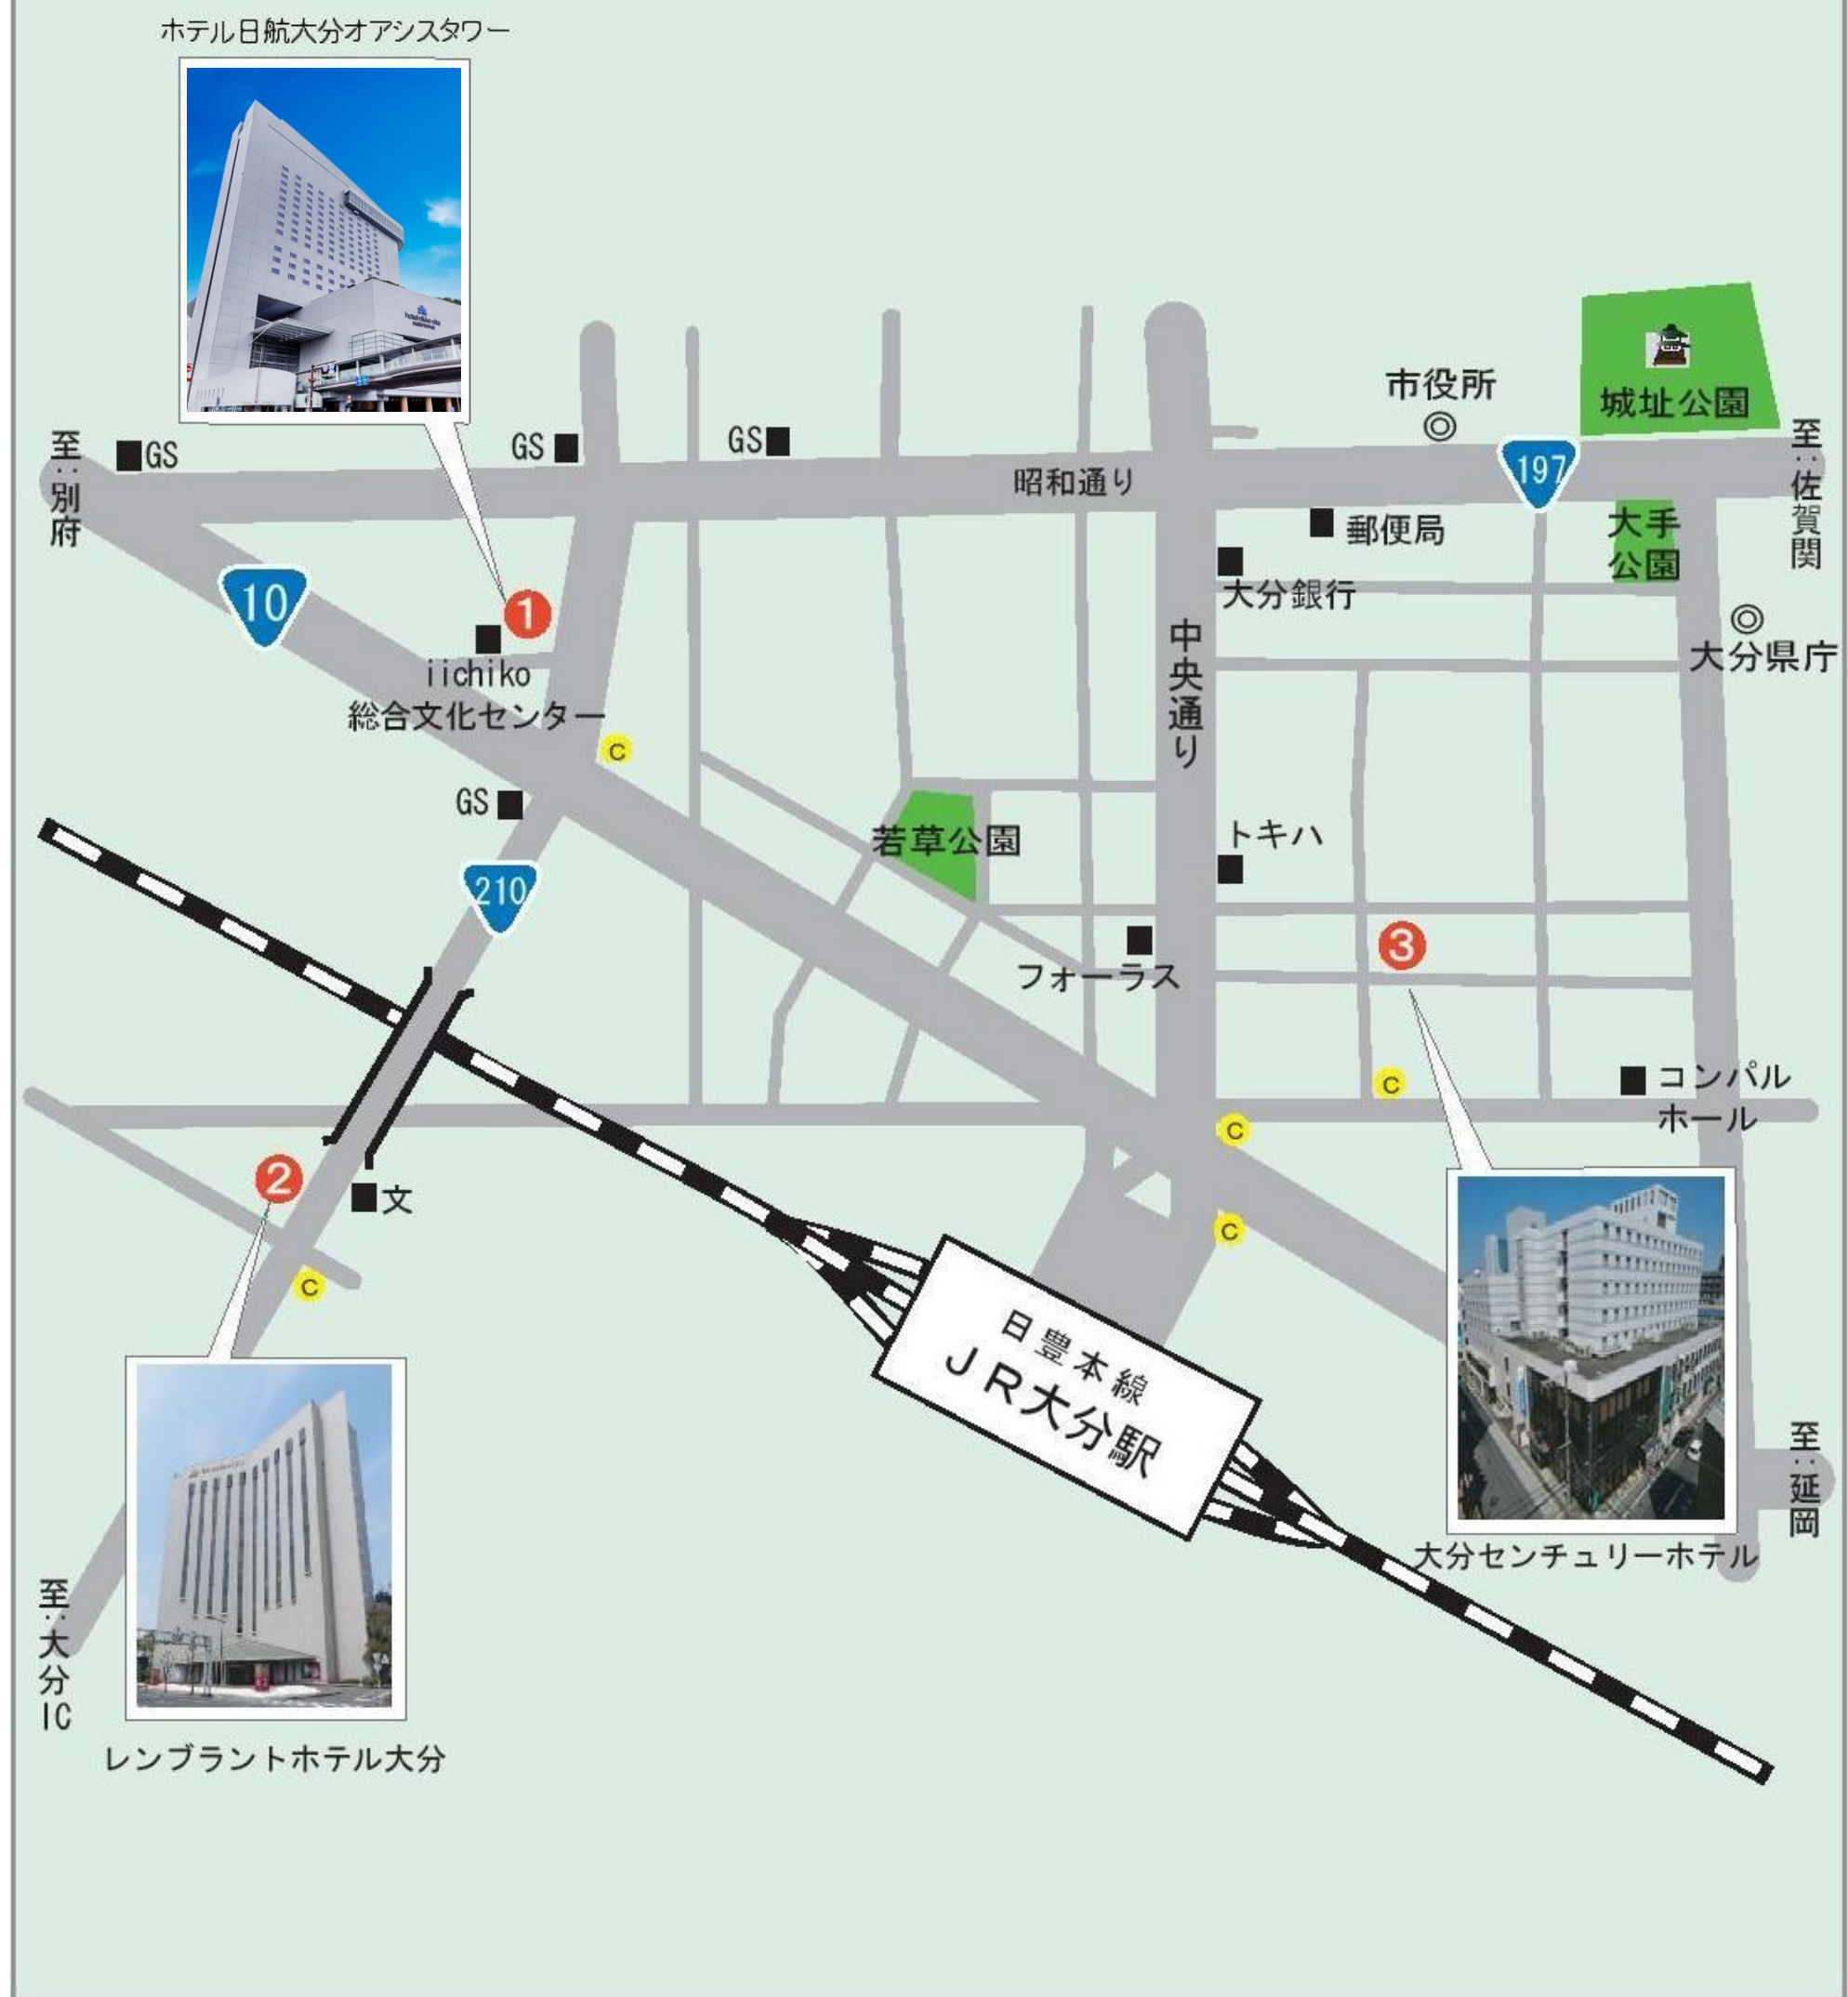 ホテル日航大分オアシスタワー
市役所
城址公園
至:別府
GS
GS
GS
昭和通り
197
至:佐賀関
郵便局
大手
公園
10
1
大分銀行
iichiko
総合文化センター
中央通り
大分県庁
C
GS
若草公園
トキハ
210
フォーラス
3
C
コンパル
ホール
C
2
文
C
C
日豊本線
JR大分駅
至:延岡
大分センチュリーホテル
至:大分IC
レンブラントホテル大分